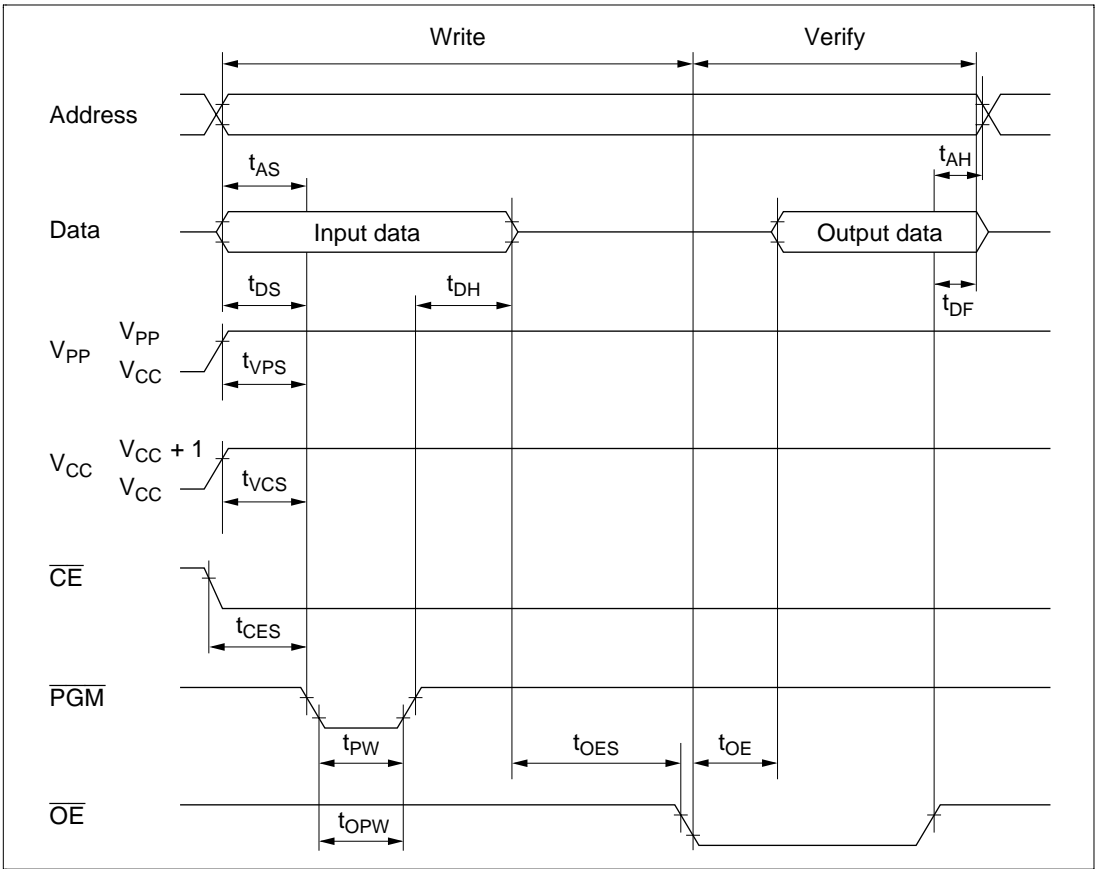 Write Verify
Address
tAS tAH
Data Input data Output data
tDS tDH tDF
VPP VPP
VCC tVPS
VCC VCC + 1
VCC tVCS
CE
tCES
PGM
tPW tOES tOE
OE
tOPW